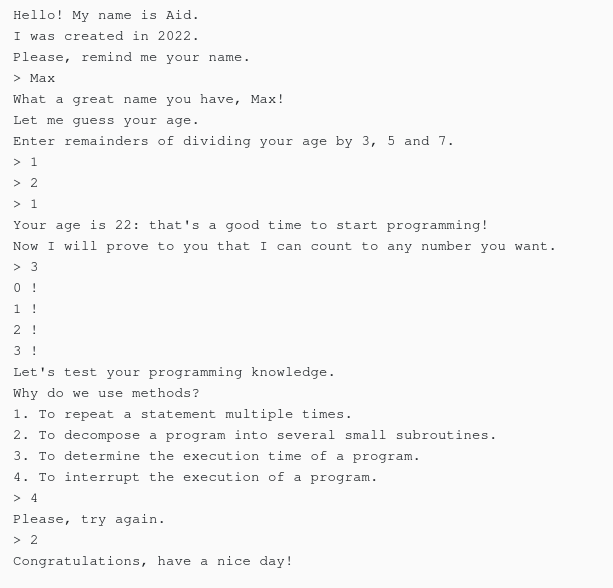 Hello! My name is Aid.
I was created in 2022.
Please, remind me your name.
> Max
What a great name you have, Max!
Let me guess your age.
Enter remainders of dividing your age by 3, 5 and 7.
> 1
> 2
> 1
Your age is 22: that's a good time to start programming!
Now I will prove to you that I can count to any number you want.
> 3
0 !
1 !
2 !
3 !
Let's test your programming knowledge.
Why do we use methods?
1. To repeat a statement multiple times.
2. To decompose a program into several small subroutines.
3. To determine the execution time of a program.
4. To interrupt the execution of a program.
> 4
Please, try again.
> 2
Congratulations, have a nice day!